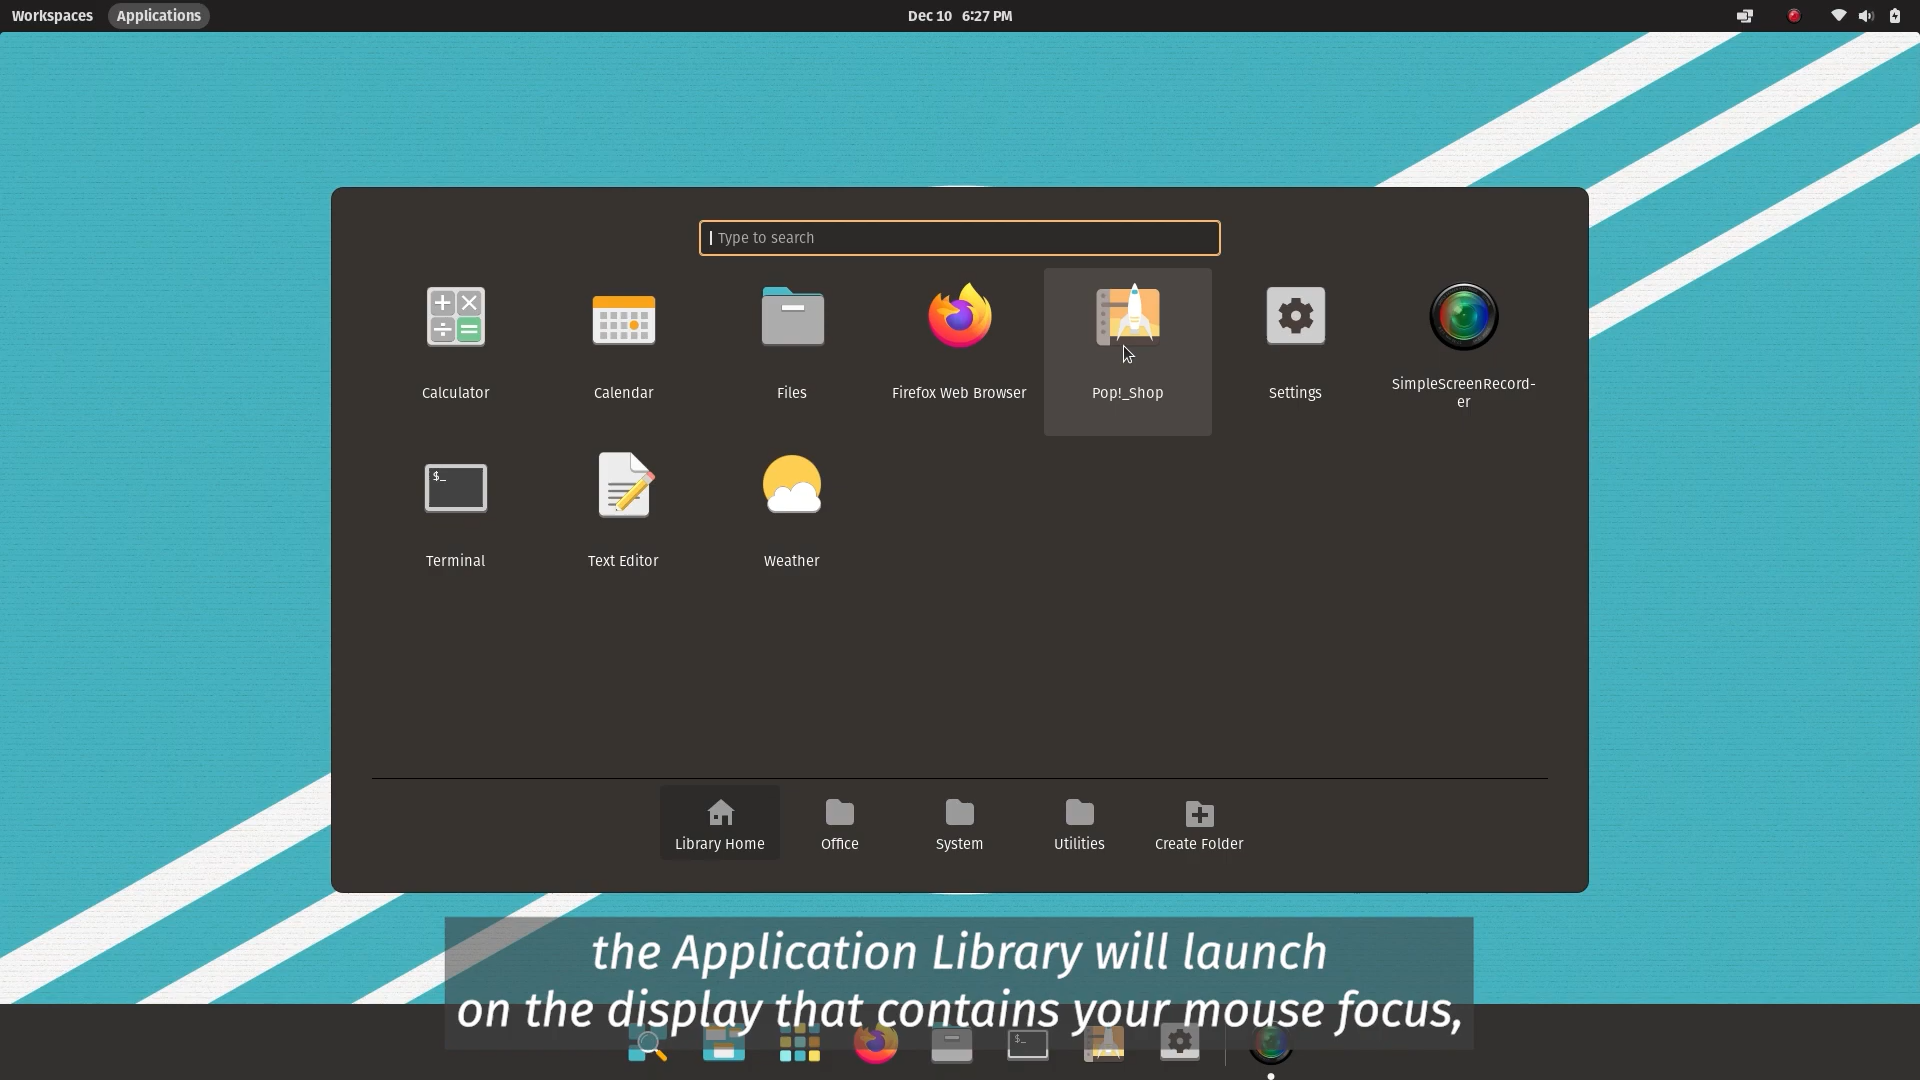 Workspaces Applications Dec 10 6:27 PM
Type to search
Calculator Calendar Files Firefox Web Browser Pop!_Shop Settings SimpleScreenRecord-
er
$_
Terminal Text Editor Weather
Library Home Office System Utilities Create Folder
the Application Library will launch
on the display that contains your mouse focus,
$_